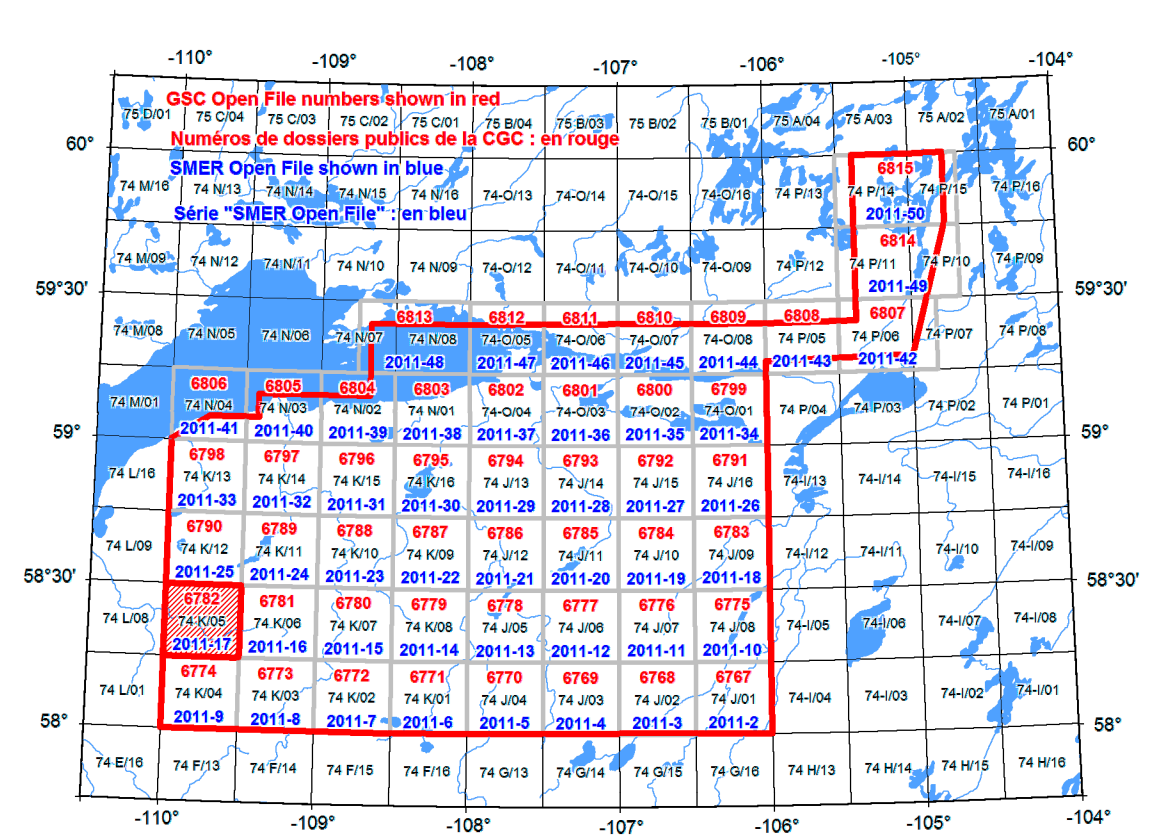 -110° -109° -108° -107° -106° -105° -104°
GSC Open File numbers shown in red
75 D/01 75 C/04 75 C/03 75 C/02 75 C/01 75 B/04 75 B/03 75 B/02 75 B/01 75 A/04 75 A/03 75 A/02 75 A/01
Numéros de dossiers publics de la CGC : en rouge
60° 60°
SMER Open File shown in blue
6815
74 M/16 74 N/13 74 N/14 74 N/15 74 N/16 74-O/13 74-O/14 74-O/15 74-O/16 74 P/13 74 P/14 74 P/15 74 P/16
Série "SMER Open File" : en bleu
2011-50
6814
74 M/09 74 N/12 74 N/11 74 N/10 74 N/09 74-O/12 74-O/11 74-O/10 74-O/09 74 P/12 74 P/11 74 P/10 74 P/09
2011-49
59°30' 59°30'
6813 6812 6811 6810 6809 6808 6807
74 M/08 74 N/05 74 N/06 74 N/07 74 N/08 74-O/05 74-O/06 74-O/07 74-O/08 74 P/05 74 P/06 74 P/07 74 P/08
2011-48 2011-47 2011-46 2011-45 2011-44 2011-43 2011-42
6806 6805 6804 6803 6802 6801 6800 6799
74 M/01 74 N/04 74 N/03 74 N/02 74 N/01 74-O/04 74-O/03 74-O/02 74-O/01 74 P/04 74 P/03 74 P/02 74 P/01
2011-41 2011-40 2011-39 2011-38 2011-37 2011-36 2011-35 2011-34
59° 59°
6798 6797 6796 6795 6794 6793 6792 6791
74 L/16 74 K/13 74 K/14 74 K/15 74 K/16 74 J/13 74 J/14 74 J/15 74 J/16 74-I/13 74-I/14 74-I/15 74-I/16
2011-33 2011-32 2011-31 2011-30 2011-29 2011-28 2011-27 2011-26
6790 6789 6788 6787 6786 6785 6784 6783
74 L/09 74 K/12 74 K/11 74 K/10 74 K/09 74 J/12 74 J/11 74 J/10 74 J/09 74-I/12 74-I/11 74-I/10 74-I/09
2011-25 2011-24 2011-23 2011-22 2011-21 2011-20 2011-19 2011-18
58°30' 58°30'
6782 6781 6780 6779 6778 6777 6776 6775
74 L/08 74 K/05 74 K/06 74 K/07 74 K/08 74 J/05 74 J/06 74 J/07 74 J/08 74-I/05 74-I/06 74-I/07 74-I/08
2011-17 2011-16 2011-15 2011-14 2011-13 2011-12 2011-11 2011-10
6774 6773 6772 6771 6770 6769 6768 6767
74 L/01 74 K/04 74 K/03 74 K/02 74 K/01 74 J/04 74 J/03 74 J/02 74 J/01 74-I/04 74-I/03 74-I/02 74-I/01
2011-9 2011-8 2011-7 2011-6 2011-5 2011-4 2011-3 2011-2
58° 58°
74 E/16 74 F/13 74 F/14 74 F/15 74 F/16 74 G/13 74 G/14 74 G/15 74 G/16 74 H/13 74 H/14 74 H/15 74 H/16
-110° -109° -108° -107° -106° -105° -104°